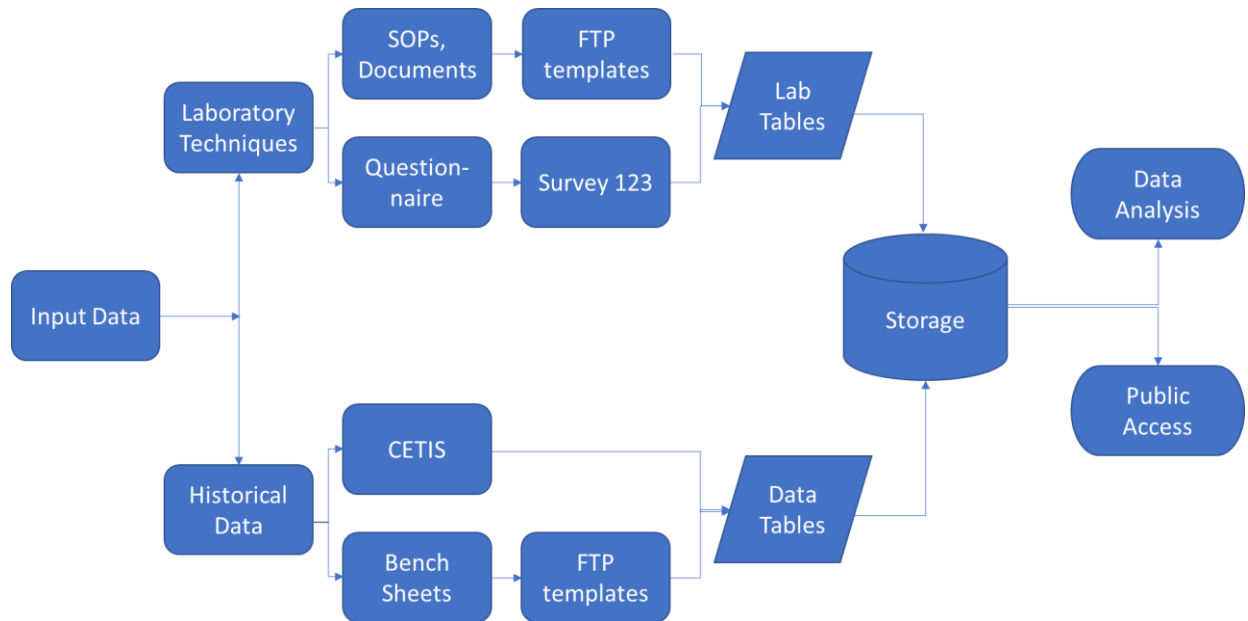 SOPs,
Documents
FTP
templates
Laboratory
Techniques
Lab
Tables
Question-
naire
Survey 123
Data
Analysis
Input Data
Storage
Public
Access
CETIS
Historical
Data
Data
Tables
Bench
Sheets
FTP
templates